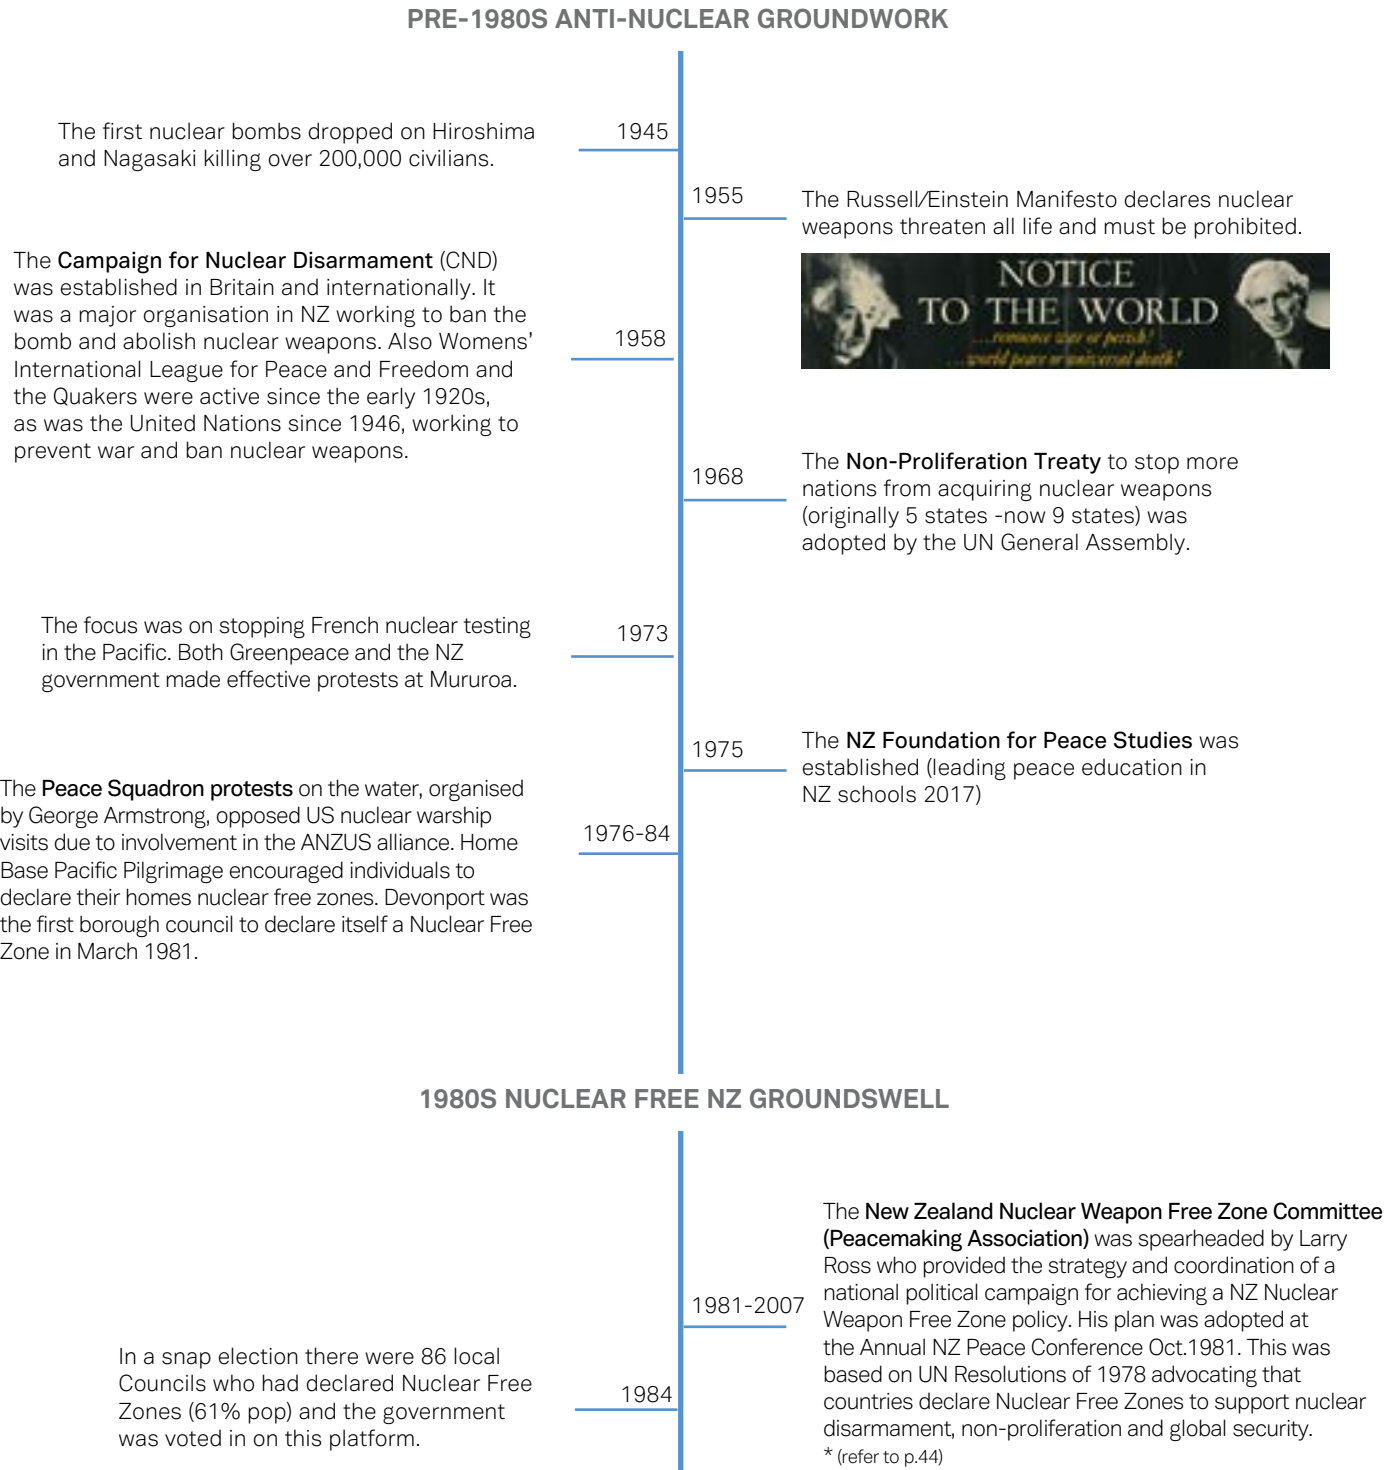 PRE-1980S ANTI-NUCLEAR GROUNDWORK
1945
The first nuclear bombs dropped on Hiroshima
and Nagasaki killing over 200,000 civilians.
1955
The Russell/Einstein Manifesto declares nuclear
weapons threaten all life and must be prohibited.
NOTICE
TO THE WORLD
...renounce war or perish!
...world peace or universal death!
1958
The Campaign for Nuclear Disarmament (CND)
was established in Britain and internationally. It
was a major organisation in NZ working to ban the
bomb and abolish nuclear weapons. Also Womens’
International League for Peace and Freedom and
the Quakers were active since the early 1920s,
as was the United Nations since 1946, working to
prevent war and ban nuclear weapons.
1968
The Non-Proliferation Treaty to stop more
nations from acquiring nuclear weapons
(originally 5 states -now 9 states) was
adopted by the UN General Assembly.
1973
The focus was on stopping French nuclear testing
in the Pacific. Both Greenpeace and the NZ
government made effective protests at Mururoa.
1975
The NZ Foundation for Peace Studies was
established (leading peace education in
NZ schools 2017)
1976-84
The Peace Squadron protests on the water, organised
by George Armstrong, opposed US nuclear warship
visits due to involvement in the ANZUS alliance. Home
Base Pacific Pilgrimage encouraged individuals to
declare their homes nuclear free zones. Devonport was
the first borough council to declare itself a Nuclear Free
Zone in March 1981.
1980S NUCLEAR FREE NZ GROUNDSWELL
1981-2007
The New Zealand Nuclear Weapon Free Zone Committee
(Peacemaking Association) was spearheaded by Larry
Ross who provided the strategy and coordination of a
national political campaign for achieving a NZ Nuclear
Weapon Free Zone policy. His plan was adopted at
the Annual NZ Peace Conference Oct.1981. This was
based on UN Resolutions of 1978 advocating that
countries declare Nuclear Free Zones to support nuclear
disarmament, non-proliferation and global security.
* (refer to p.44)
1984
In a snap election there were 86 local
Councils who had declared Nuclear Free
Zones (61% pop) and the government
was voted in on this platform.